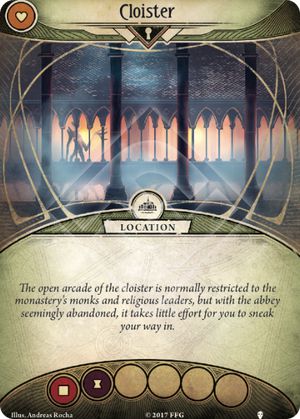 Cloister
LOCATION
The open arcade of the cloister is normally restricted to the
monastery's monks and religious leaders, but with the abbey
seemingly abandoned, it takes little effort for you to sneak
your way in.
Illus. Andreas Rocha
© 2017 FFG